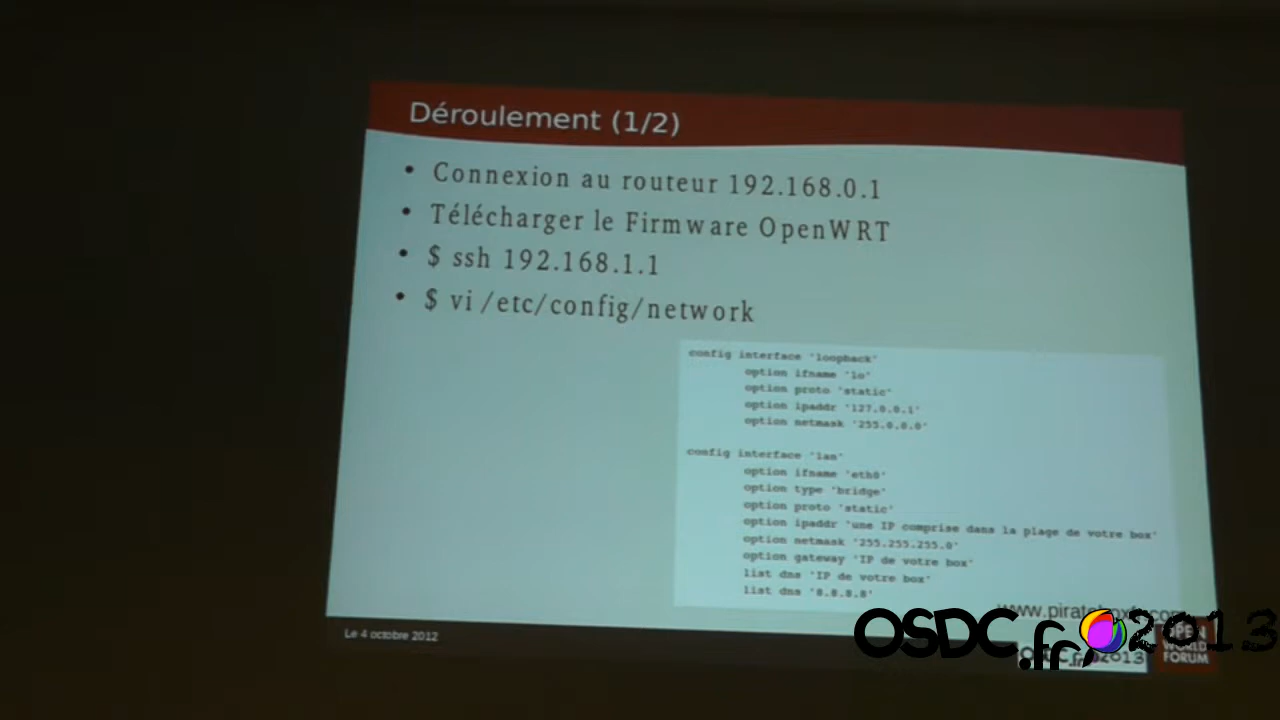 Déroulement (1/2)
• Connexion au routeur 192.168.0.1
• Télécharger le Firmware OpenWRT
• $ ssh 192.168.1.1
• $ vi /etc/config/network
config interface 'loopback'
option ifname 'lo'
option proto 'static'
option ipaddr '127.0.0.1'
option netmask '255.0.0.0'
config interface 'lan'
option ifname 'eth0'
option type 'bridge'
option proto 'static'
option ipaddr 'une IP comprise dans la plage de votre box'
option netmask '255.255.255.0'
option gateway 'IP de votre box'
list dns 'IP de votre box'
list dns '8.8.8.8'
Le 4 octobre 2012
OSDC.fr 2013
2013
OPEN
WORLD
FORUM